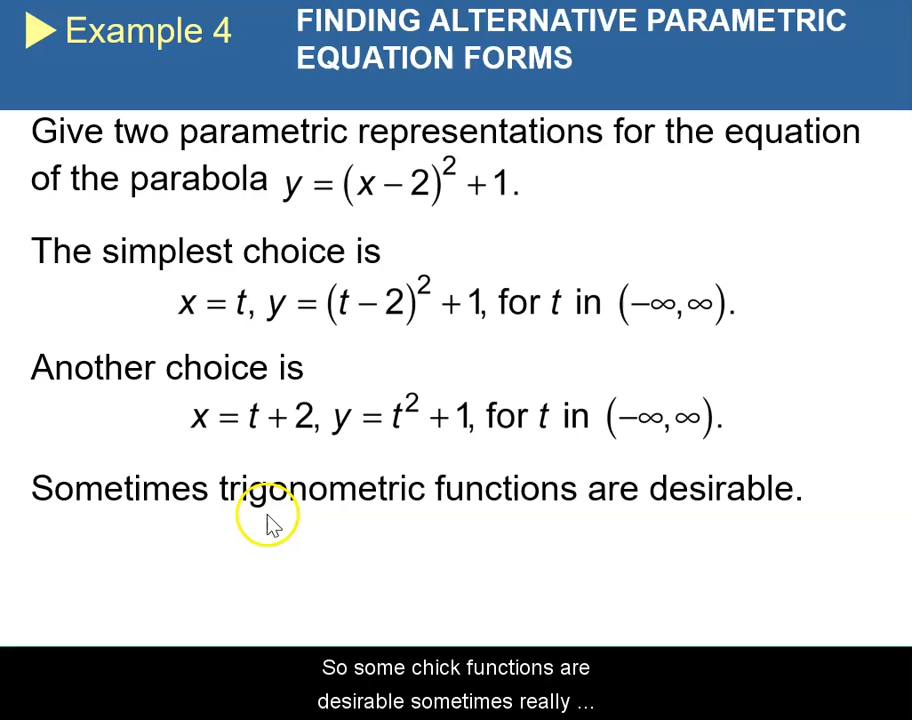 Example 4
FINDING ALTERNATIVE PARAMETRIC
EQUATION FORMS
Give two parametric representations for the equation
of the parabola y = (x − 2)² + 1.
The simplest choice is
x = t, y = (t − 2)² + 1, for t in (−∞, ∞).
Another choice is
x = t + 2, y = t² + 1, for t in (−∞, ∞).
Sometimes trigonometric functions are desirable.
So some chick functions are
desirable sometimes really ...